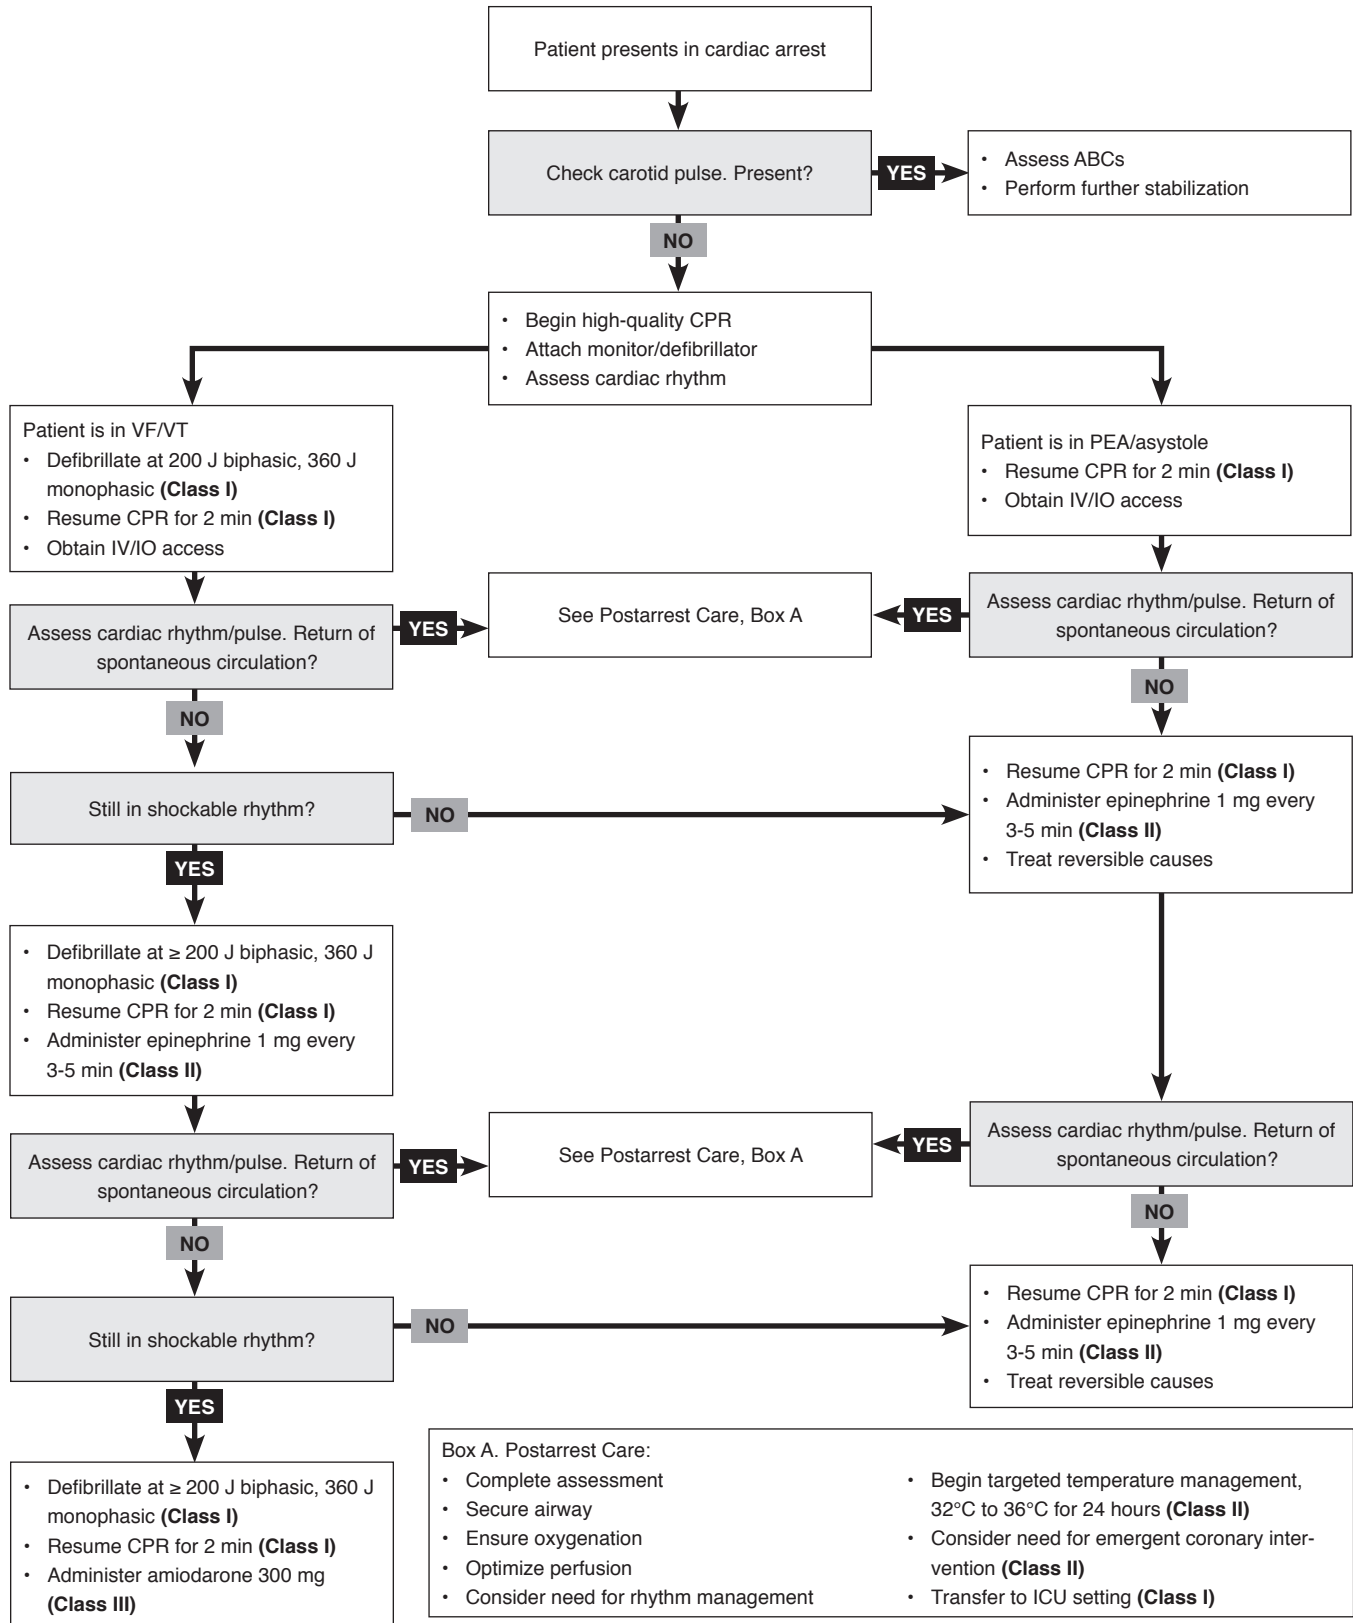 Patient presents in cardiac arrest
Check carotid pulse. Present?
YES
• Assess ABCs
• Perform further stabilization
NO
• Begin high-quality CPR
• Attach monitor/defibrillator
• Assess cardiac rhythm
Patient is in VF/VT
• Defibrillate at 200 J biphasic, 360 J
monophasic (Class I)
• Resume CPR for 2 min (Class I)
• Obtain IV/IO access
Patient is in PEA/asystole
• Resume CPR for 2 min (Class I)
• Obtain IV/IO access
Assess cardiac rhythm/pulse. Return of
spontaneous circulation?
YES
See Postarrest Care, Box A
YES
Assess cardiac rhythm/pulse. Return of
spontaneous circulation?
NO
NO
Still in shockable rhythm?
NO
• Resume CPR for 2 min (Class I)
• Administer epinephrine 1 mg every
3-5 min (Class II)
• Treat reversible causes
YES
• Defibrillate at ≥ 200 J biphasic, 360 J
monophasic (Class I)
• Resume CPR for 2 min (Class I)
• Administer epinephrine 1 mg every
3-5 min (Class II)
Assess cardiac rhythm/pulse. Return of
spontaneous circulation?
YES
See Postarrest Care, Box A
YES
Assess cardiac rhythm/pulse. Return of
spontaneous circulation?
NO
NO
Still in shockable rhythm?
NO
• Resume CPR for 2 min (Class I)
• Administer epinephrine 1 mg every
3-5 min (Class II)
• Treat reversible causes
YES
• Defibrillate at ≥ 200 J biphasic, 360 J
monophasic (Class I)
• Resume CPR for 2 min (Class I)
• Administer amiodarone 300 mg
(Class III)
Box A. Postarrest Care:
• Complete assessment
• Secure airway
• Ensure oxygenation
• Optimize perfusion
• Consider need for rhythm management
• Begin targeted temperature management,
32°C to 36°C for 24 hours (Class II)
• Consider need for emergent coronary inter-
vention (Class II)
• Transfer to ICU setting (Class I)